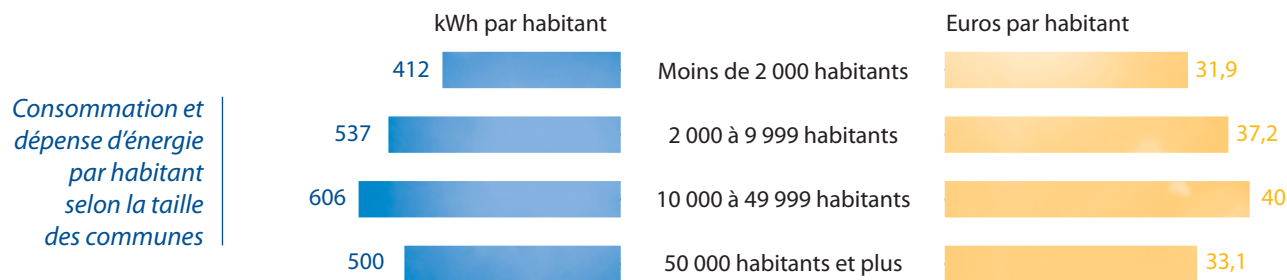 kWh par habitant
Euros par habitant
412
Moins de 2 000 habitants
31,9
Consommation et
dépense d’énergie
par habitant
selon la taille
des communes
537
2 000 à 9 999 habitants
37,2
606
10 000 à 49 999 habitants
40
500
50 000 habitants et plus
33,1